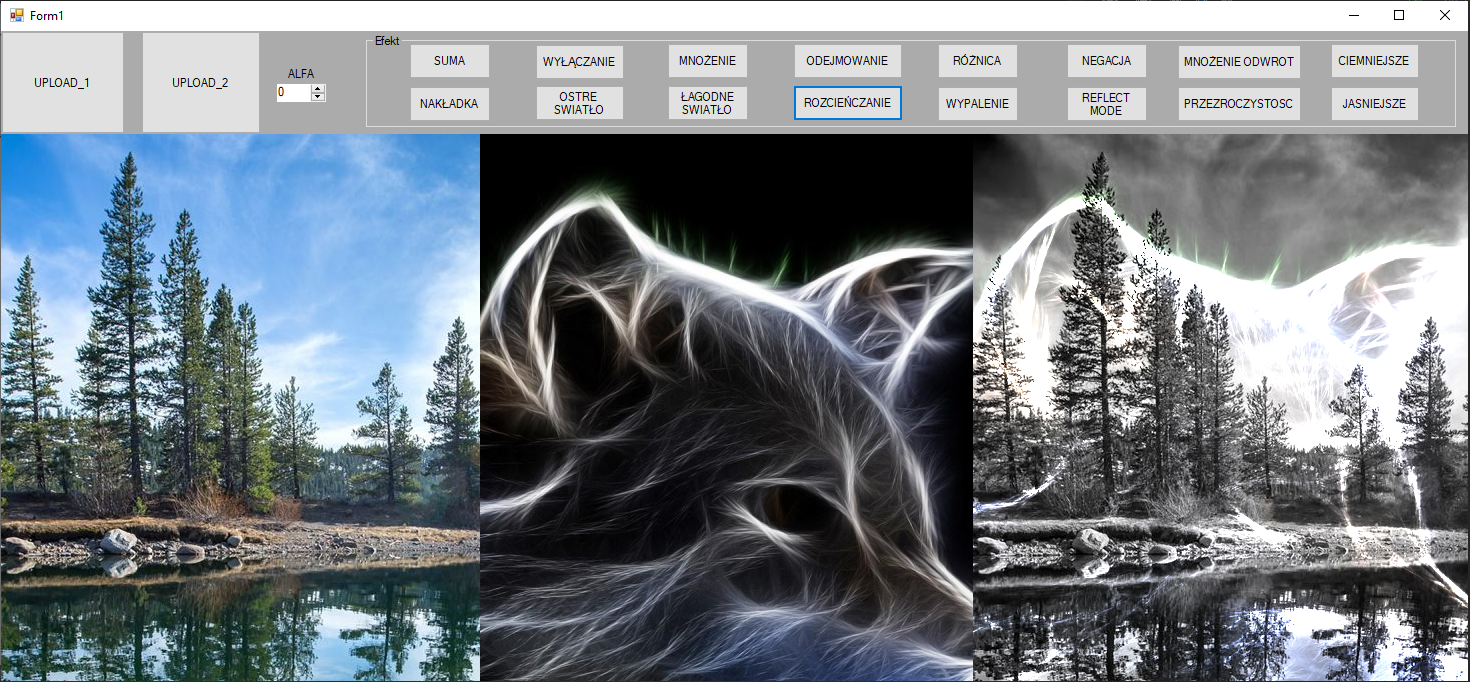 Form1
UPLOAD_1
UPLOAD_2
ALFA
0
Efekt
SUMA
WYŁĄCZANIE
MNOŻENIE
ODEJMOWANIE
RÓŻNICA
NEGACJA
MNOŻENIE ODWROT
CIEMNIEJSZE
NAKŁADKA
OSTRE
SWIATŁO
ŁAGODNE
SWIATŁO
ROZCIEŃCZANIE
WYPALENIE
REFLECT
MODE
PRZEZROCZYSTOSC
JASNIEJSZE